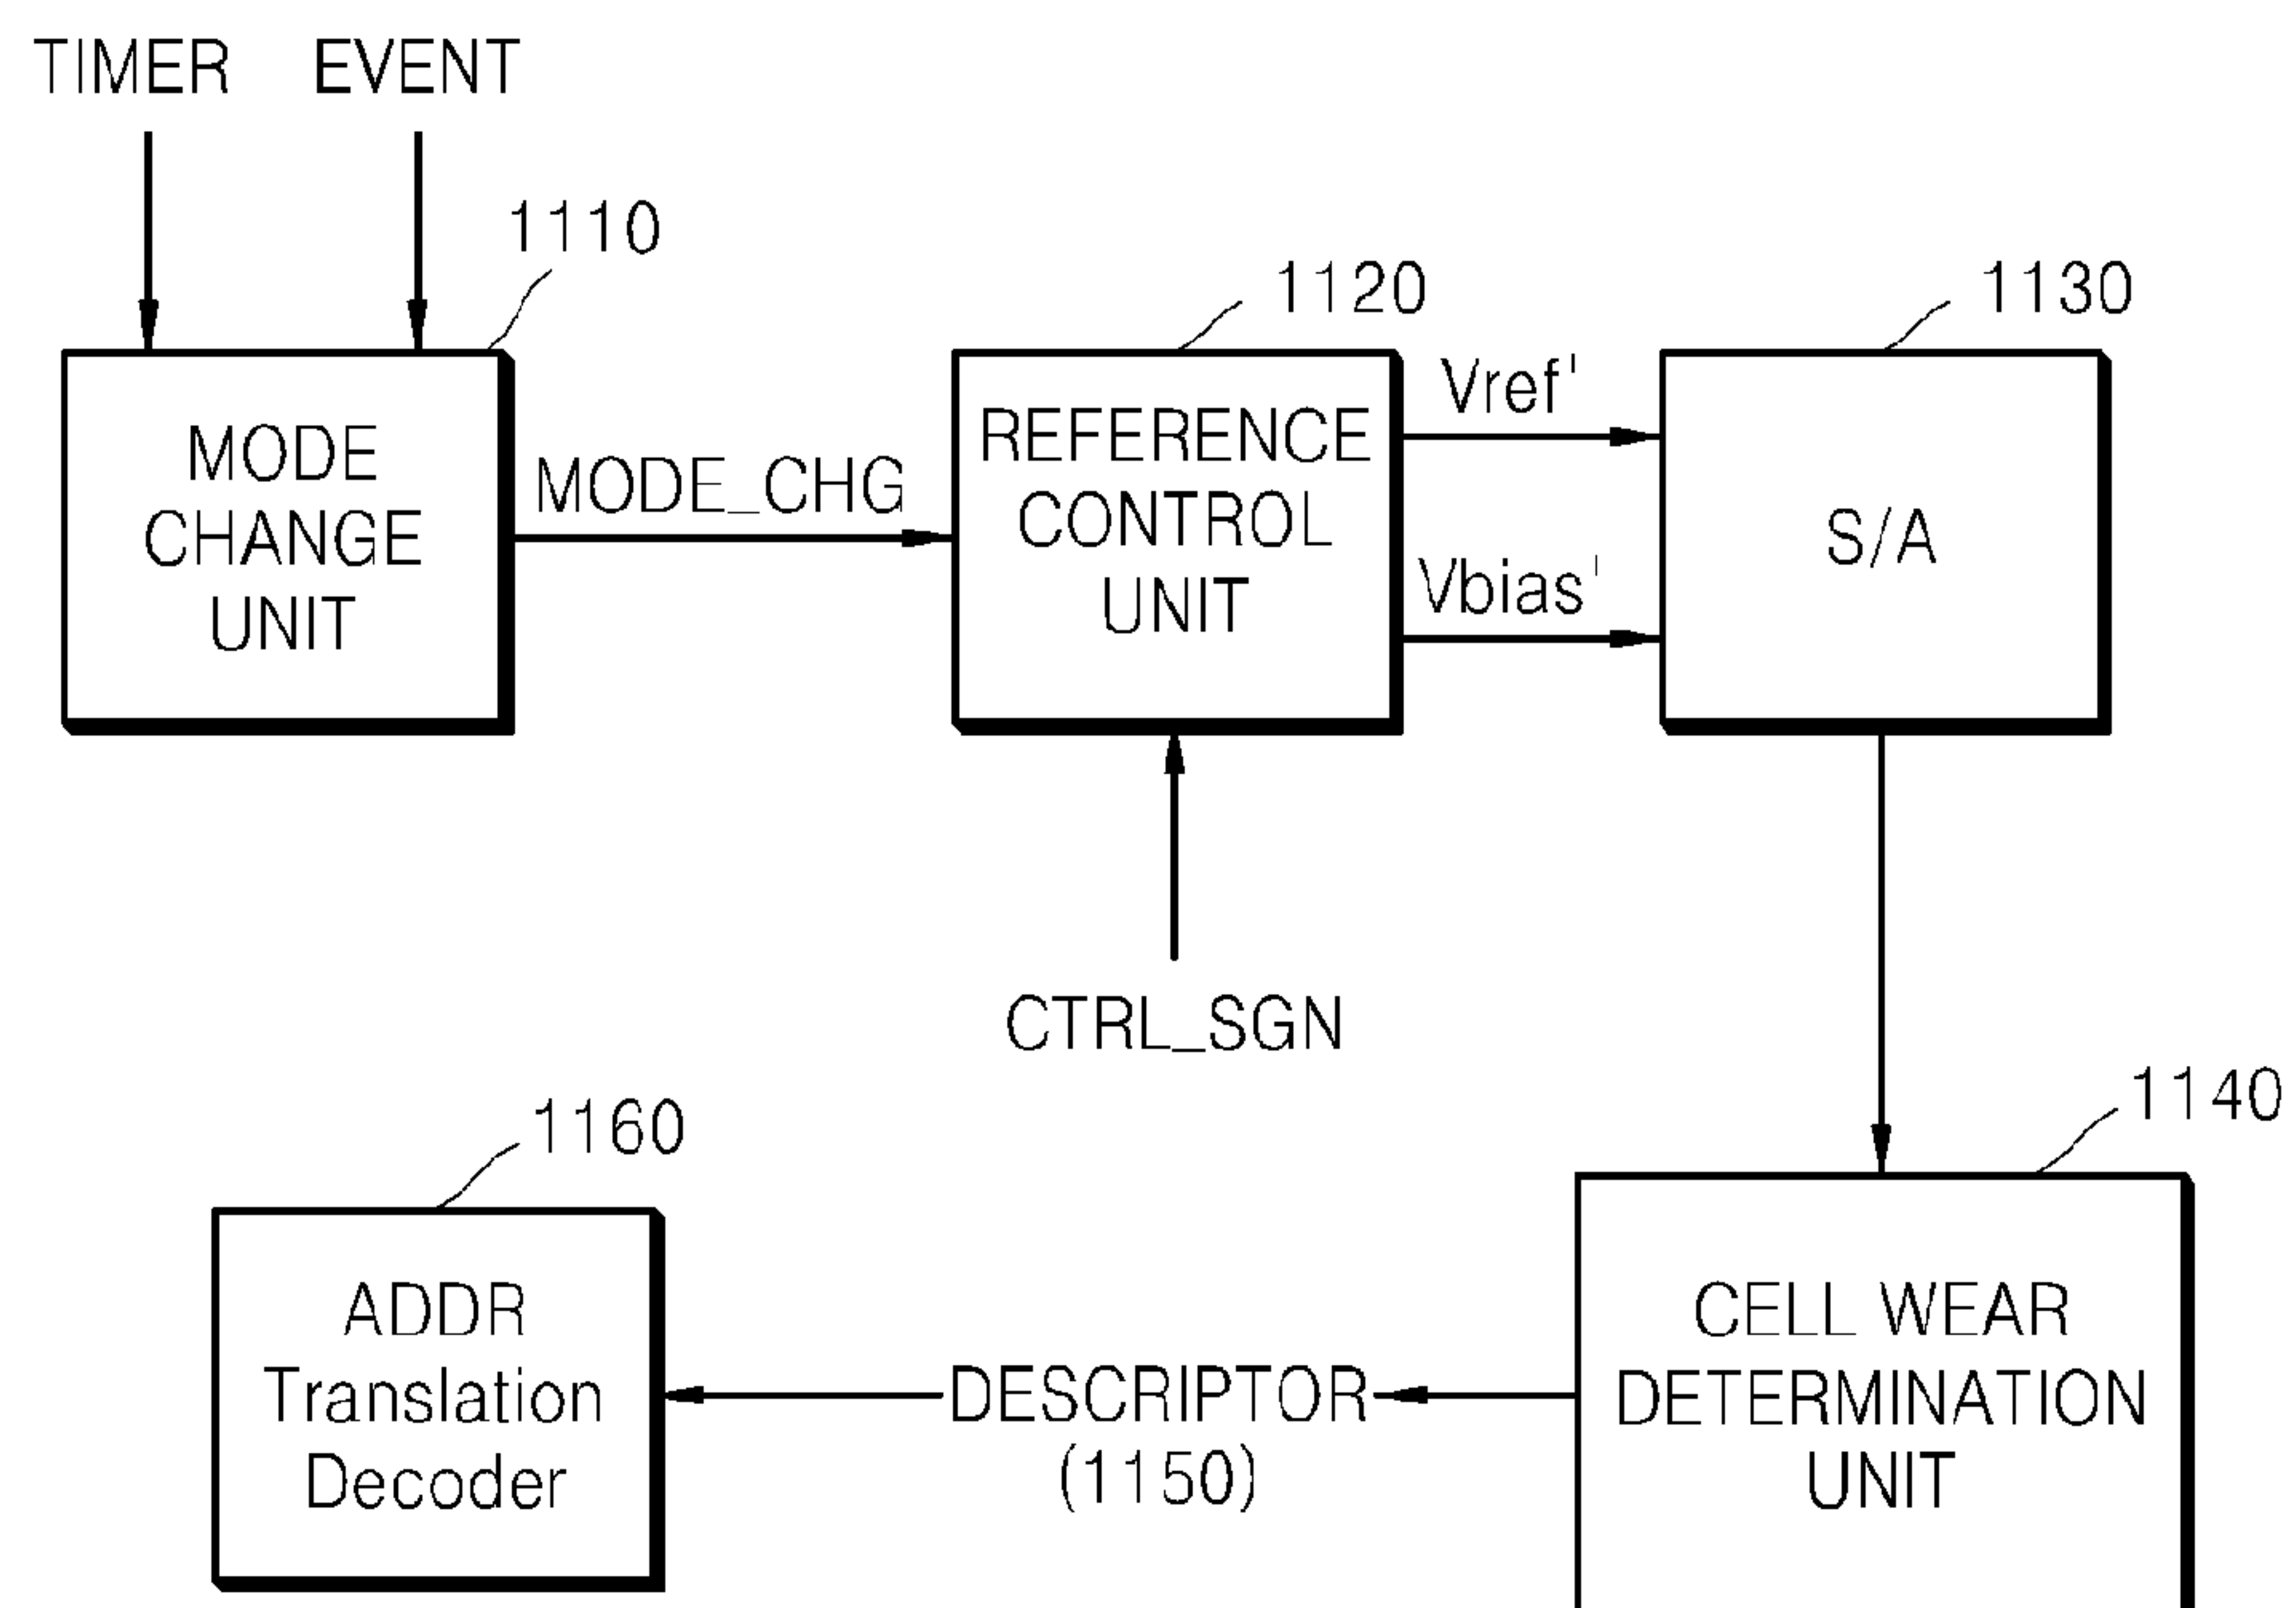 TIMER
EVENT
1110
1120
1130
MODE
CHANGE
UNIT
MODE_CHG
REFERENCE
CONTROL
UNIT
Vref'
Vbias'
S/A
CTRL_SGN
1160
1140
ADDR
Translation
Decoder
DESCRIPTOR
(1150)
CELL WEAR
DETERMINATION
UNIT